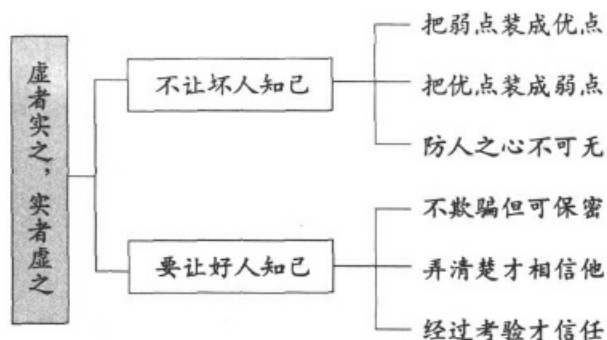 虚者实之，实者虚之
不让坏人知己
把弱点装成优点
把优点装成弱点
防人之心不可无
要让好人知己
不欺骗但可保密
弄清楚才相信他
经过考验才信任